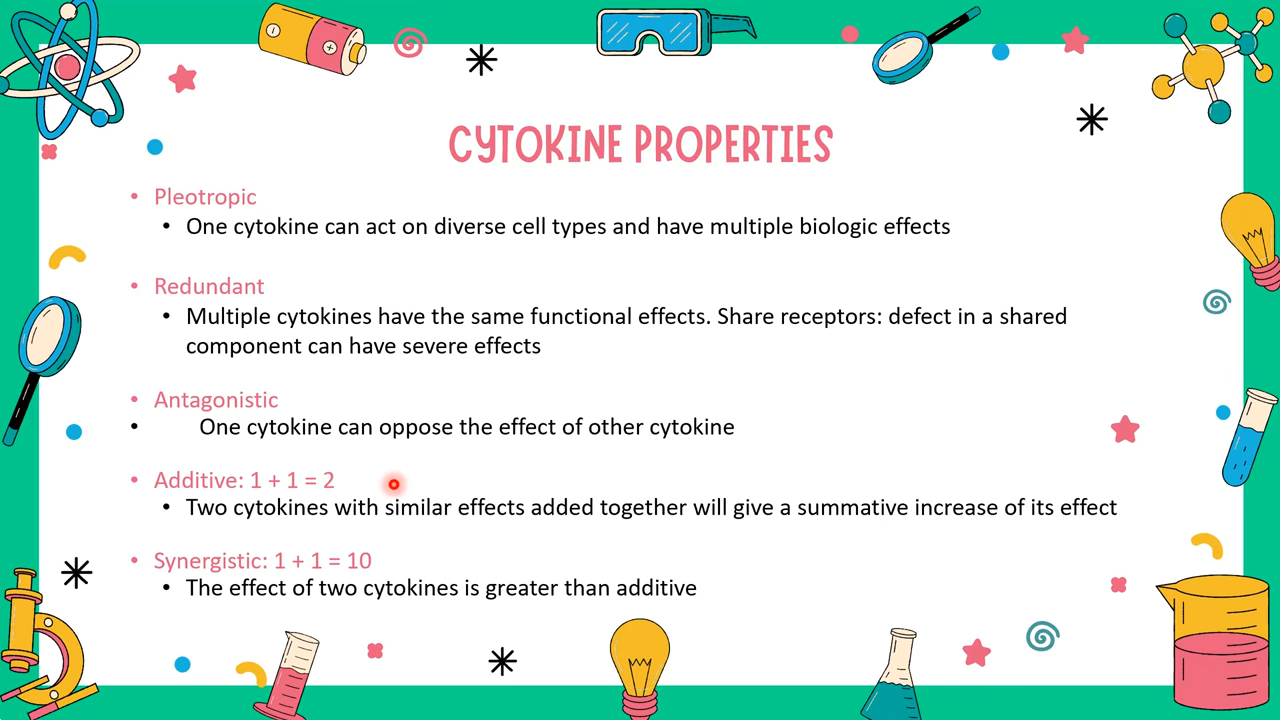 CYTOKINE PROPERTIES
• Pleotropic
• One cytokine can act on diverse cell types and have multiple biologic effects
• Redundant
• Multiple cytokines have the same functional effects. Share receptors: defect in a shared
component can have severe effects
• Antagonistic
• One cytokine can oppose the effect of other cytokine
• Additive: 1 + 1 = 2
• Two cytokines with similar effects added together will give a summative increase of its effect
• Synergistic: 1 + 1 = 10
• The effect of two cytokines is greater than additive